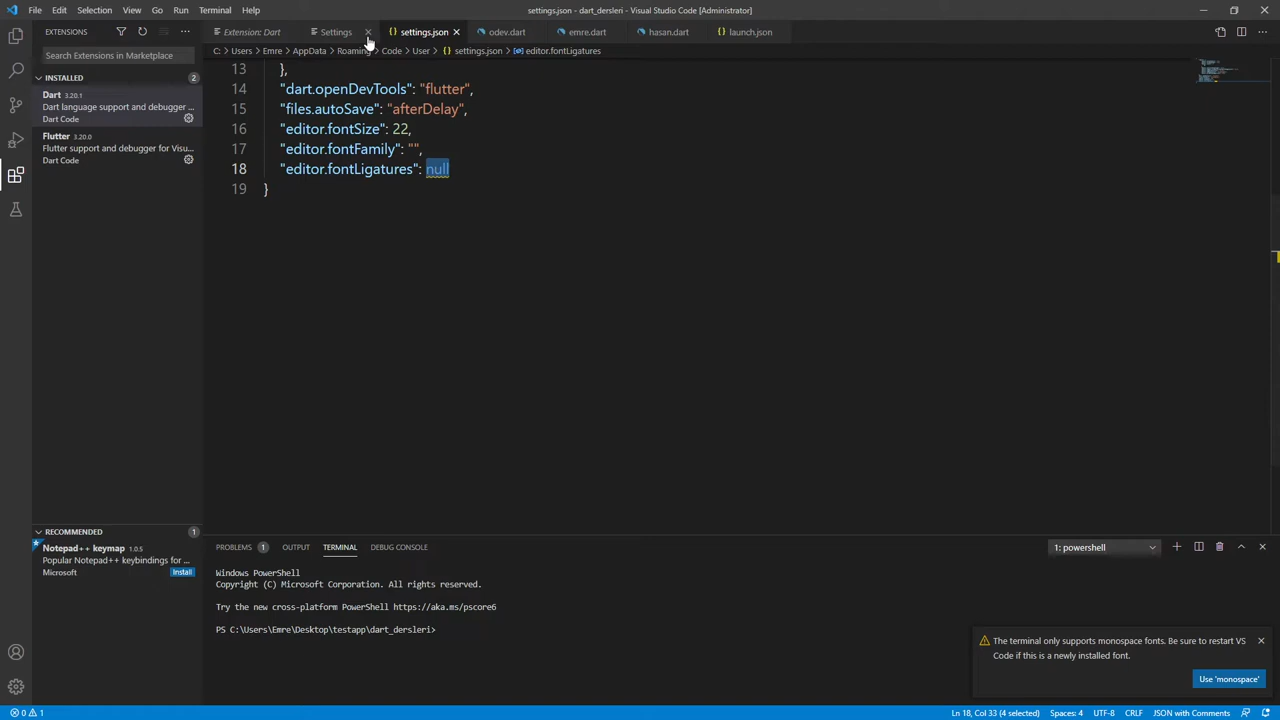 File Edit Selection View Go Run Terminal Help
settings.json - dart_dersleri - Visual Studio Code [Administrator]
EXTENSIONS
Extension: Dart
Settings
{} settings.json
odev.dart
emre.dart
hasan.dart
launch.json
C: > Users > Emre > AppData > Roaming > Code > User > {} settings.json > editor.fontLigatures
Search Extensions in Marketplace
INSTALLED 2
Dart 3.20.1
Dart language support and debugger ...
Dart Code
Flutter 3.20.0
Flutter support and debugger for Visu...
Dart Code
13 },
14 "dart.openDevTools": "flutter",
15 "files.autoSave": "afterDelay",
16 "editor.fontSize": 22,
17 "editor.fontFamily": "",
18 "editor.fontLigatures": null
19 }
RECOMMENDED 1
Notepad++ keymap 1.0.5
Popular Notepad++ keybindings for ...
Microsoft
Install
PROBLEMS 1 OUTPUT TERMINAL DEBUG CONSOLE
1: powershell
Windows PowerShell
Copyright (C) Microsoft Corporation. All rights reserved.
Try the new cross-platform PowerShell https://aka.ms/pscore6
PS C:\Users\Emre\Desktop\testapp\dart_dersleri>
The terminal only supports monospace fonts. Be sure to restart VS
Code if this is a newly installed font.
Use 'monospace'
0 1
Ln 18, Col 33 (4 selected) Spaces: 4 UTF-8 CRLF JSON with Comments